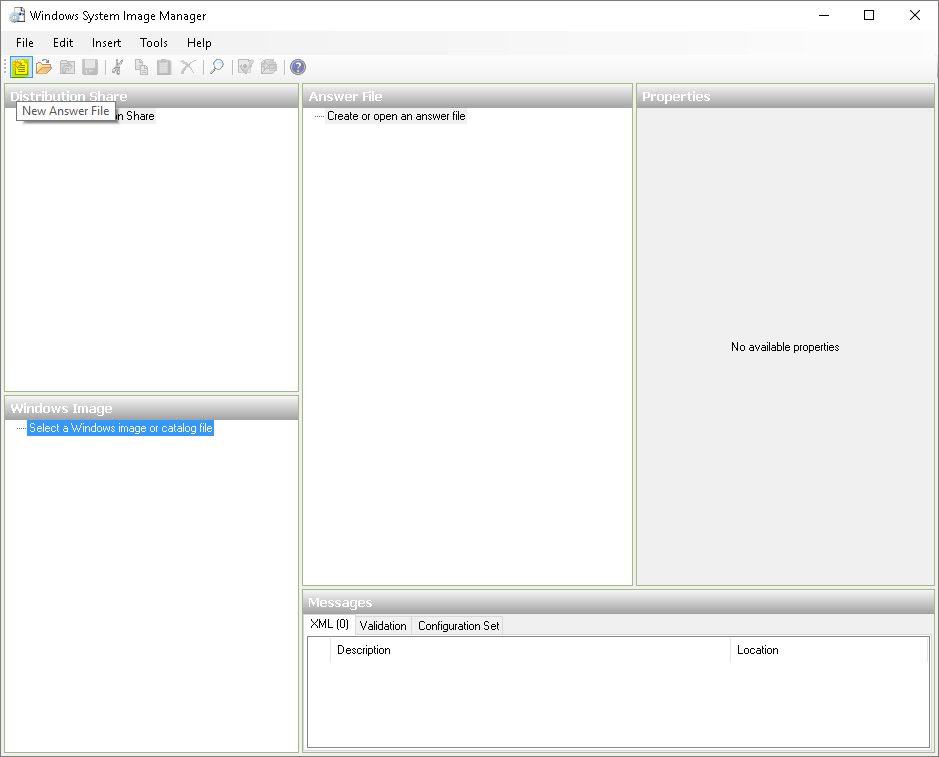 Windows System Image Manager
File Edit Insert Tools Help
Distribution Share
New Answer File
n Share
Answer File
Create or open an answer file
Properties
No available properties
Windows Image
Select a Windows image or catalog file
Messages
XML (0) Validation Configuration Set
Description Location